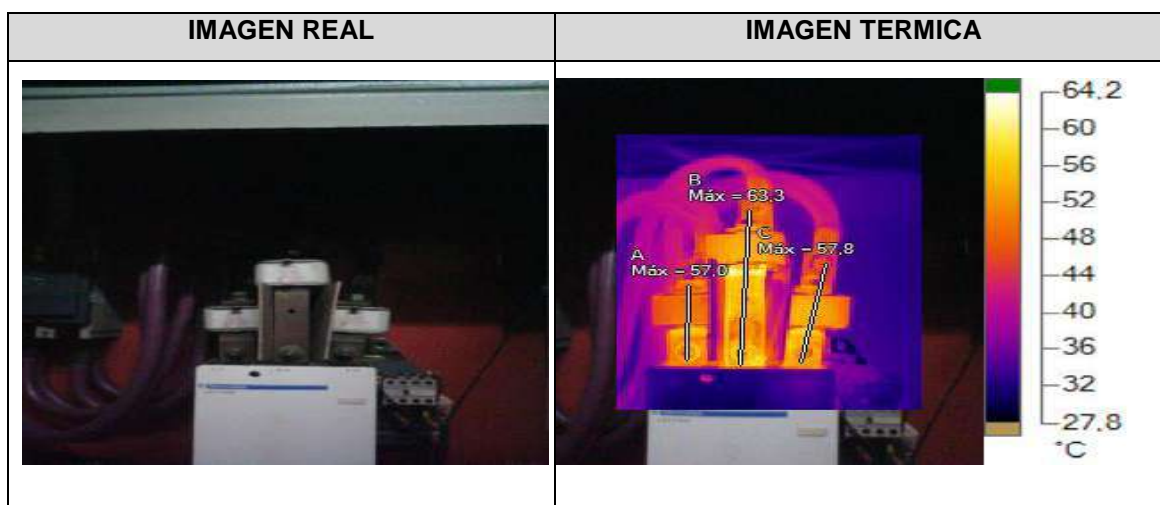 IMAGEN REAL
IMAGEN TERMICA
B
Máx = 63,3
C
Máx = 57,8
A
Máx = 57,0
64,2
60
56
52
48
44
40
36
32
27,8
°C